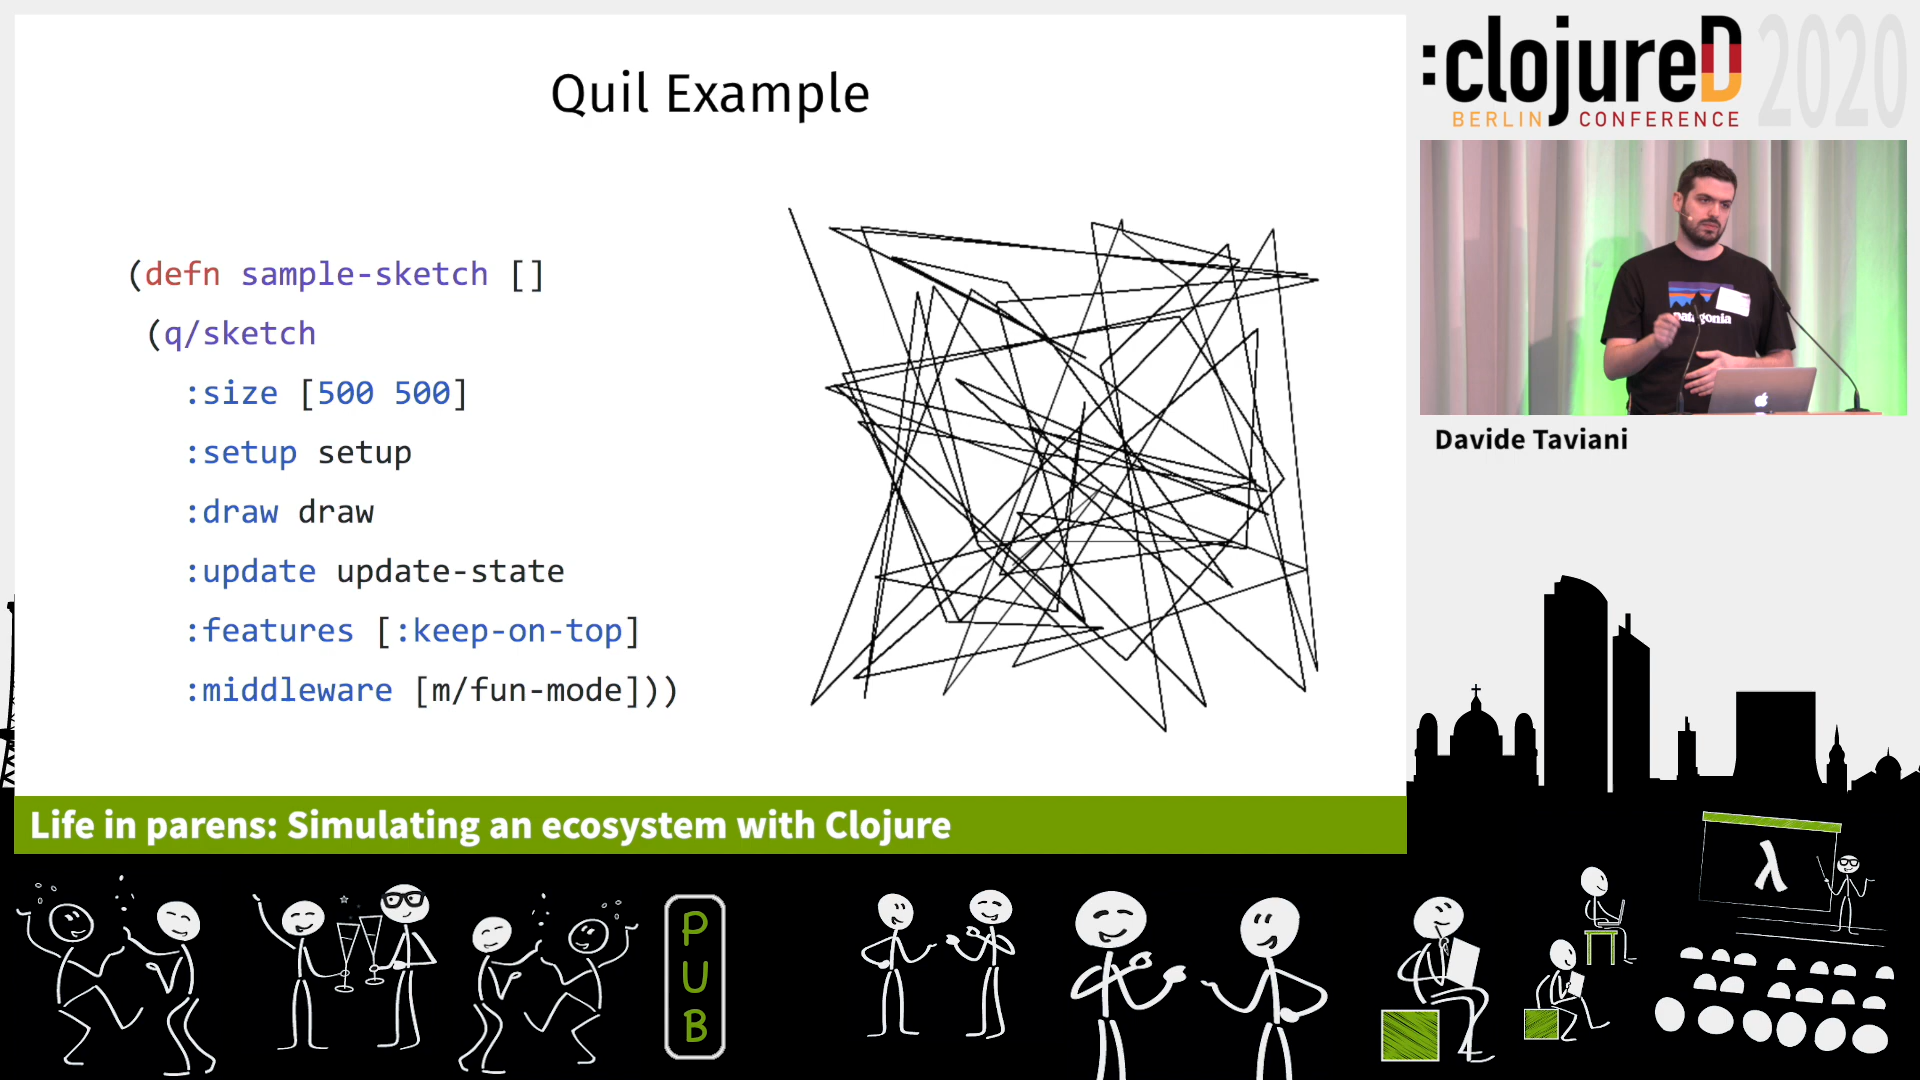 Quil Example
(defn sample-sketch []
(q/sketch
:size [500 500]
:setup setup
:draw draw
:update update-state
:features [:keep-on-top]
:middleware [m/fun-mode]))
Life in parens: Simulating an ecosystem with Clojure
:clojureD 2020
BERLIN CONFERENCE
patagonia
Davide Taviani
PUB
λ